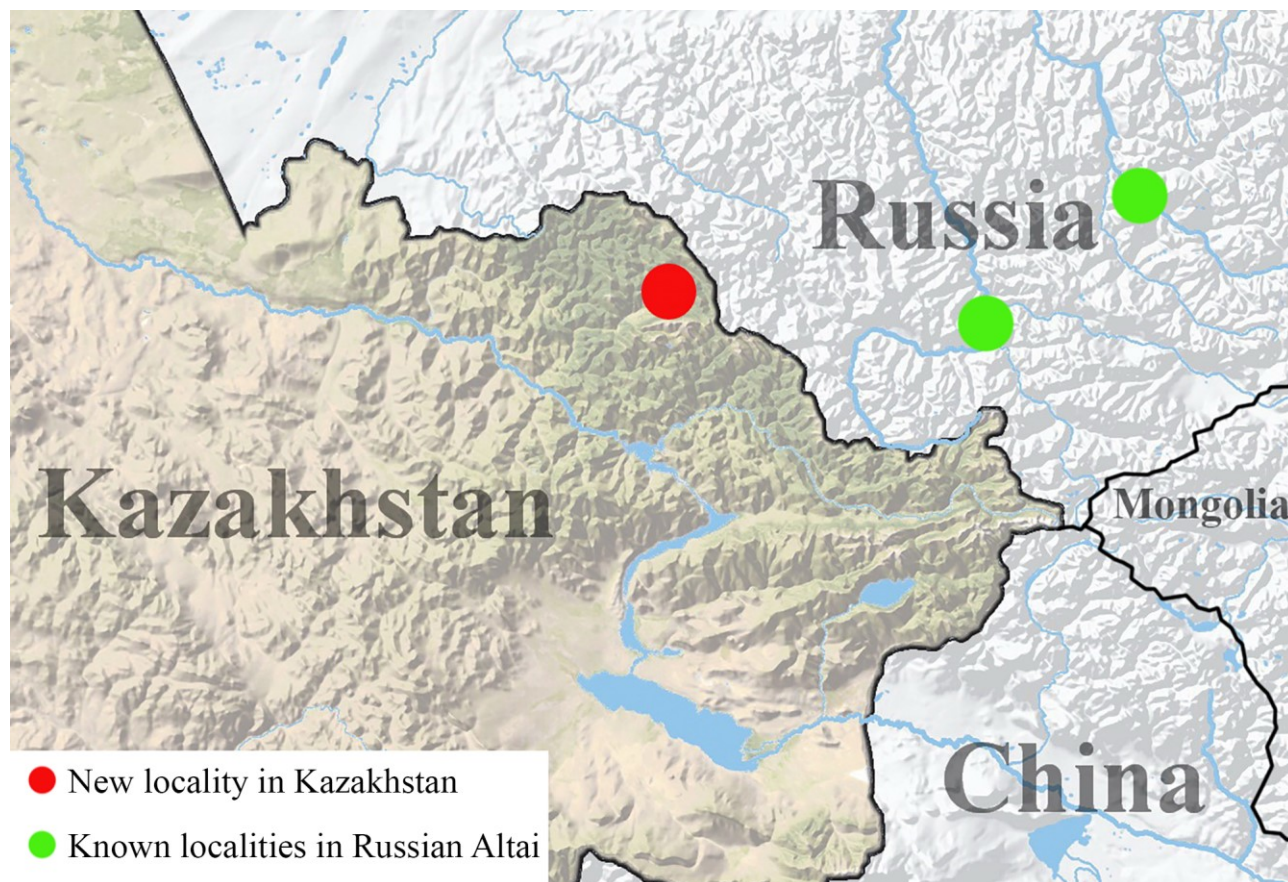 Russia
Kazakhstan
Mongolia
China
New locality in Kazakhstan
Known localities in Russian Altai